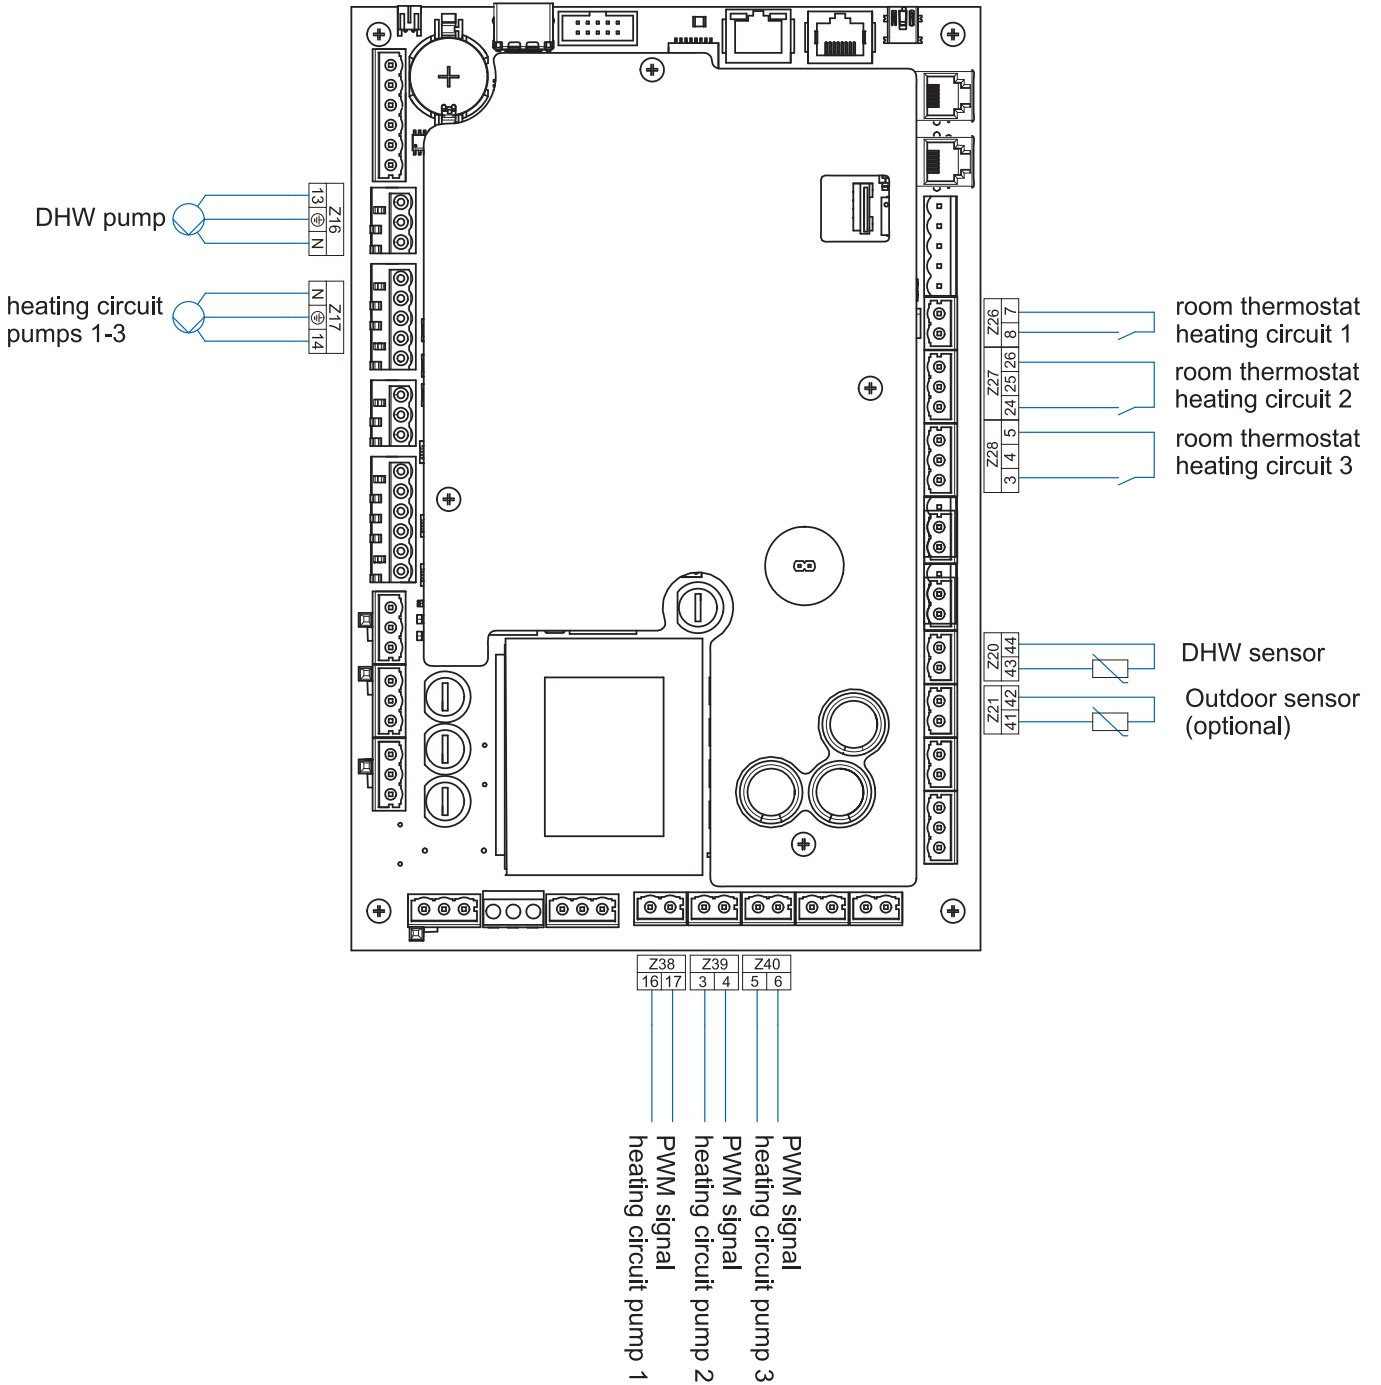 DHW pump
13
N
Z16
heating circuit
pumps 1-3
N
14
Z17
Z26
7
8
room thermostat
heating circuit 1
Z27
26
25
24
room thermostat
heating circuit 2
Z28
5
4
3
room thermostat
heating circuit 3
Z20
44
43
DHW sensor
Z21
42
41
Outdoor sensor
(optional)
Z38
16 17
Z39
3 4
Z40
5 6
PWM signal
heating circuit pump 1
PWM signal
heating circuit pump 2
PWM signal
heating circuit pump 3